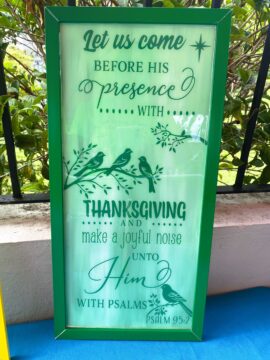 Let us come
BEFORE HIS
presence
WITH
THANKSGIVING
AND
make a joyful noise
UNTO
Him
WITH PSALMS
PSALM 95:2